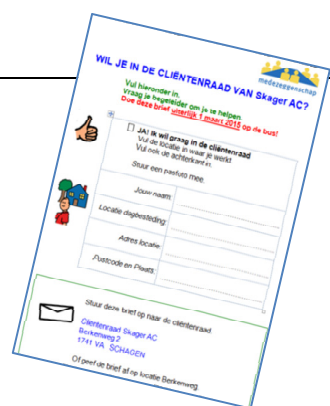 medezeggenschap
WIL JE IN DE CLIËNTENRAAD VAN Skager AC?
Vul hieronder in.
Vraag je begeleider om je te helpen.
Doe deze brief uiterlijk 1 maart 2018 op de bus!
JA! Ik wil graag in de cliëntenraad
Vul de locatie in waar je werkt
Vul ook de achterkant in.
Stuur een pasfoto mee.
Jouw naam
Locatie dagbesteding
Adres locatie
Postcode en Plaats
Stuur deze brief op naar de cliëntenraad
Cliëntenraad Skager AC
Berkenweg 2
1741 VA SCHAGEN
Of geef de brief af op locatie Berkenweg.